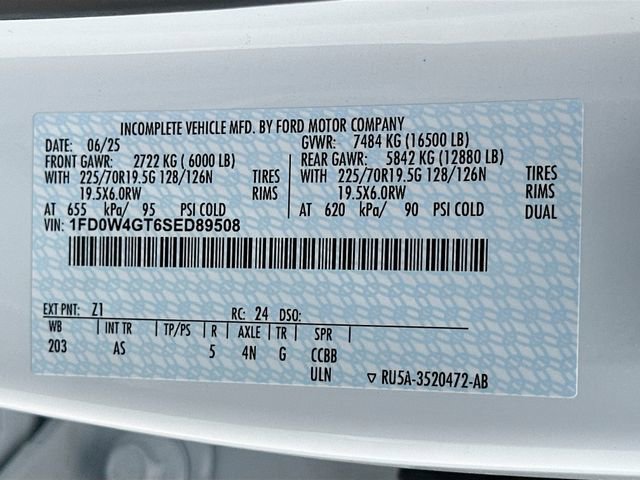 INCOMPLETE VEHICLE MFD. BY FORD MOTOR COMPANY
DATE: 06/25 GVWR: 7484 KG (16500 LB)
FRONT GAWR: 2722 KG ( 6000 LB) REAR GAWR: 5842 KG (12880 LB)
WITH 225/70R19.5G 128/126N TIRES WITH 225/70R19.5G 128/126N TIRES
19.5X6.0RW RIMS 19.5X6.0RW RIMS
AT 655 kPa/ 95 PSI COLD AT 620 kPa/ 90 PSI COLD DUAL
VIN: 1FD0W4GT6SED89508
EXT PNT: Z1 RC: 24 DSO:
WB INT TR TP/PS R AXLE TR SPR
203 AS 5 4N G CCBB
ULN ▽ RU5A-3520472-AB